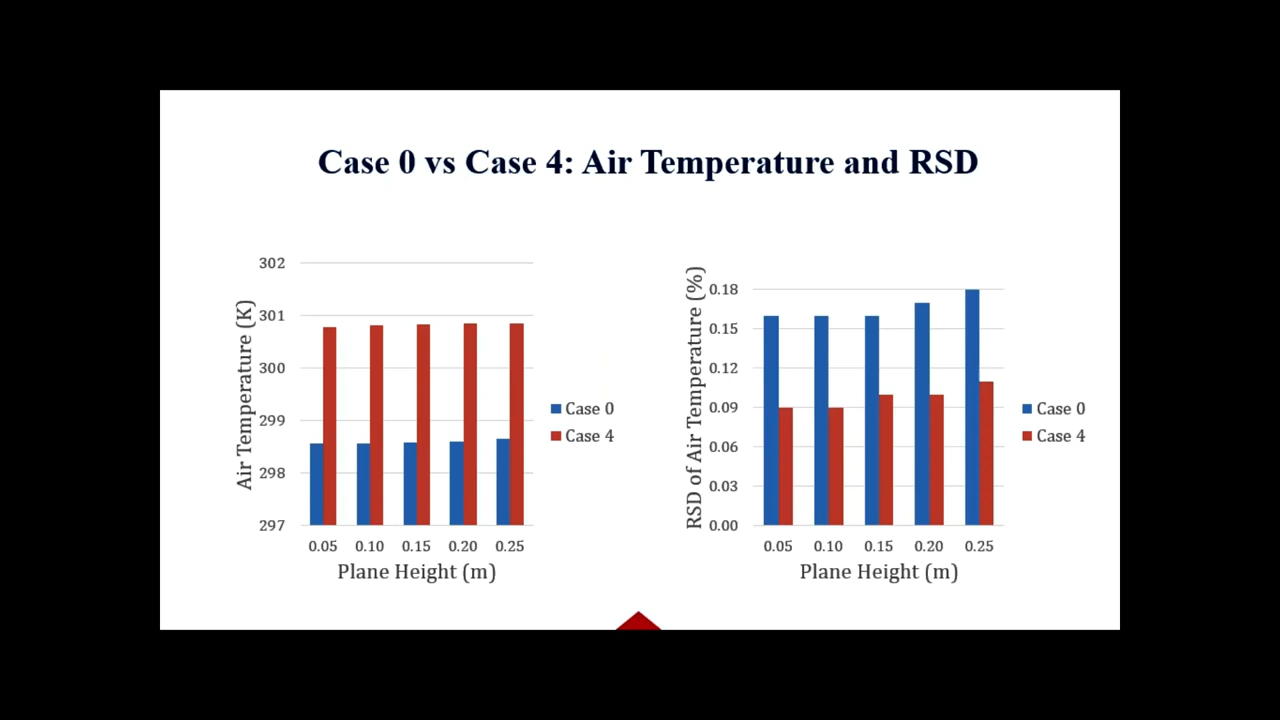 Case 0 vs Case 4: Air Temperature and RSD
302
301
300
299
298
297
Air Temperature (K)
0.05 0.10 0.15 0.20 0.25
Plane Height (m)
Case 0
Case 4
0.18
0.15
0.12
0.09
0.06
0.03
0.00
RSD of Air Temperature (%)
0.05 0.10 0.15 0.20 0.25
Plane Height (m)
Case 0
Case 4